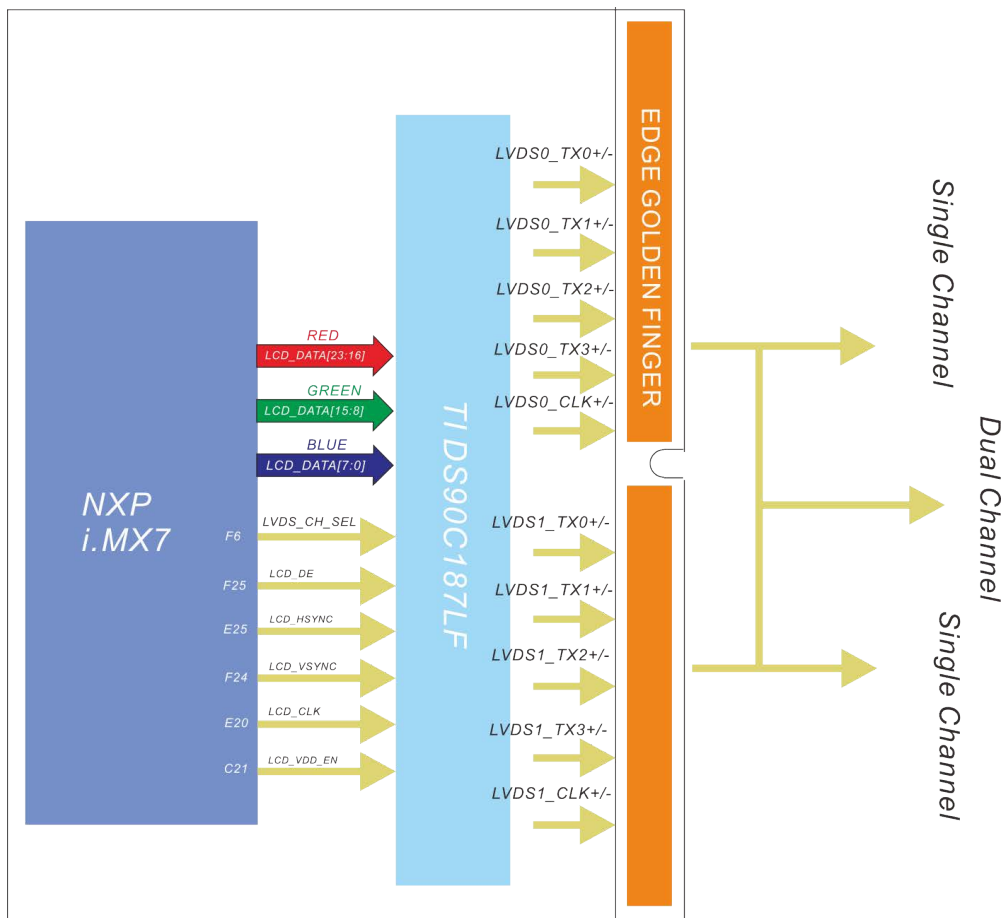 NXP
i.MX7
RED
LCD_DATA[23:16]
GREEN
LCD_DATA[15:8]
BLUE
LCD_DATA[7:0]
F6
LVDS_CH_SEL
F25
LCD_DE
E25
LCD_HSYNC
F24
LCD_VSYNC
E20
LCD_CLK
C21
LCD_VDD_EN
TI DS90C187LF
LVDS0_TX0+/-
LVDS0_TX1+/-
LVDS0_TX2+/-
LVDS0_TX3+/-
LVDS0_CLK+/-
LVDS1_TX0+/-
LVDS1_TX1+/-
LVDS1_TX2+/-
LVDS1_TX3+/-
LVDS1_CLK+/-
EDGE GOLDEN FINGER
Single Channel
Dual Channel
Single Channel